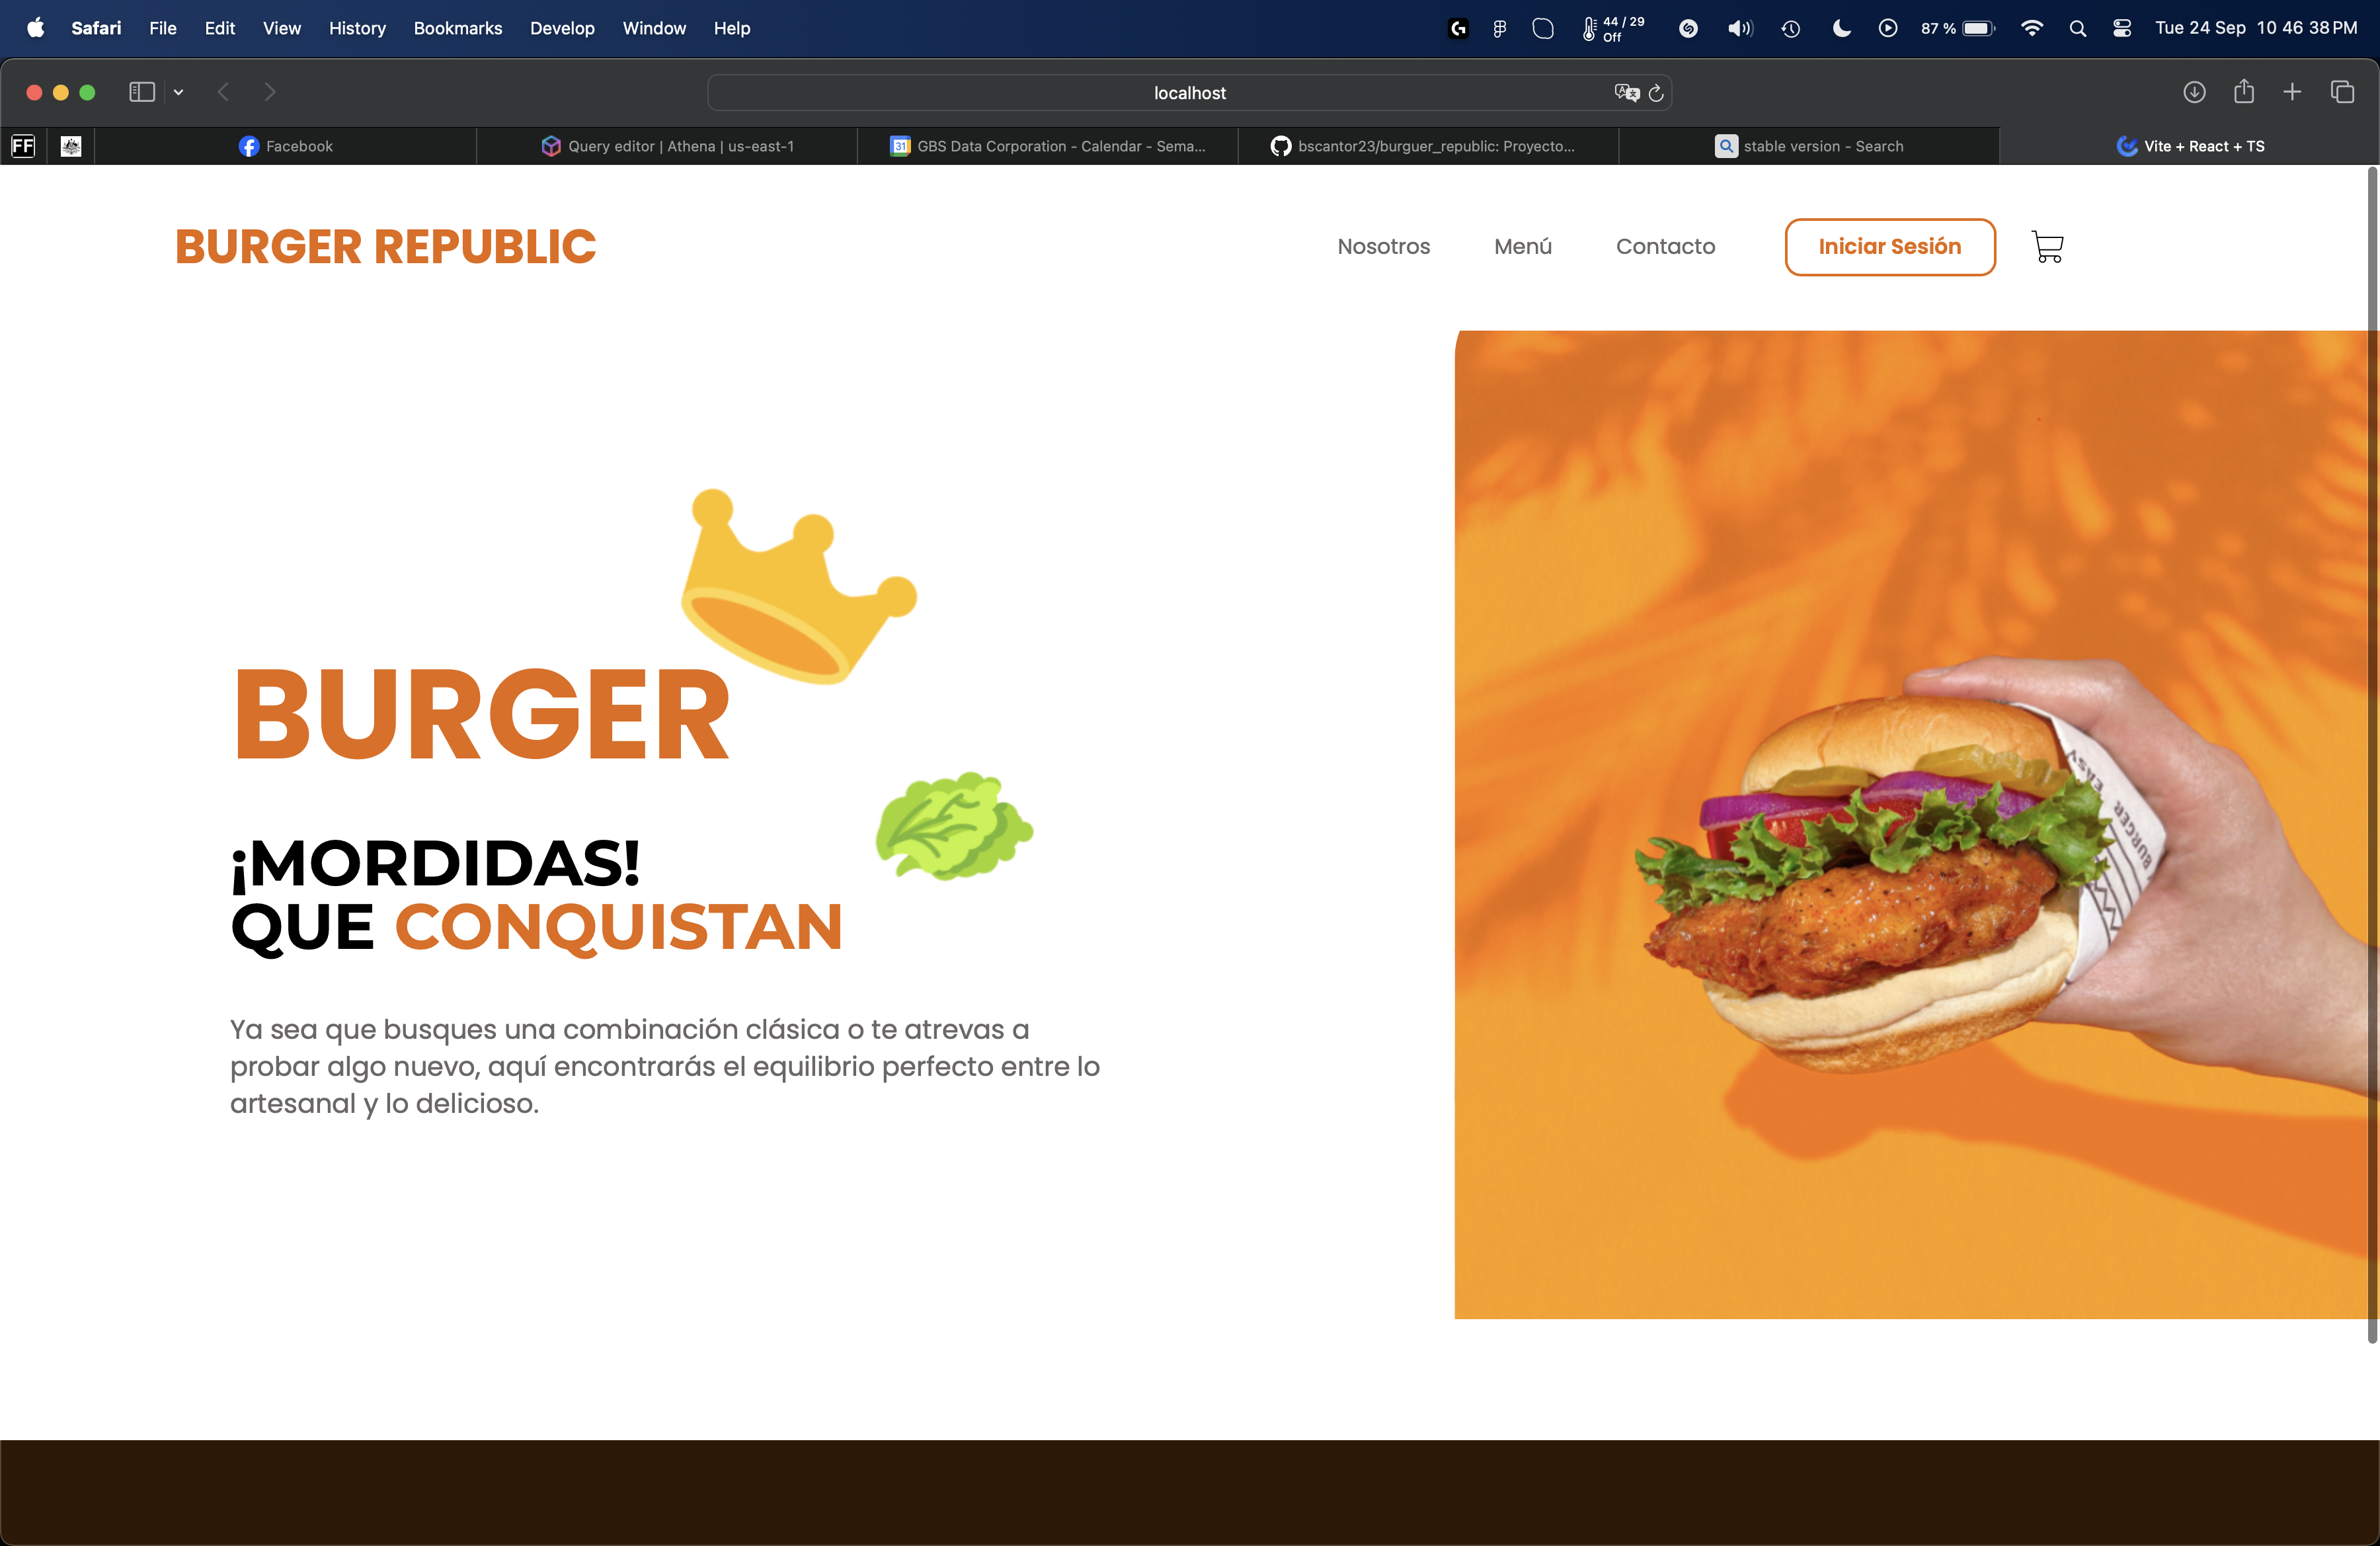 Safari File Edit View History Bookmarks Develop Window Help 44 / 29 Off 87 % Tue 24 Sep 10 46 38 PM
localhost
FF Facebook Query editor | Athena | us-east-1 31 GBS Data Corporation - Calendar - Sema... bscantor23/burguer_republic: Proyecto... stable version - Search Vite + React + TS
BURGER REPUBLIC Nosotros Menú Contacto Iniciar Sesión
BURGER
¡MORDIDAS!
QUE CONQUISTAN
Ya sea que busques una combinación clásica o te atrevas a
probar algo nuevo, aquí encontrarás el equilibrio perfecto entre lo
artesanal y lo delicioso.
EASY
BURGER